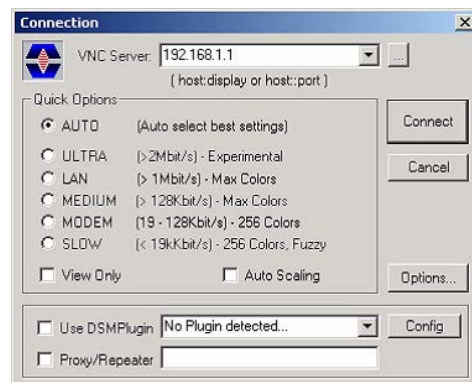 Connection
VNC Server: 192.168.1.1 ...
( host:display or host::port )
Quick Options
AUTO (Auto select best settings)
ULTRA (>2Mbit/s) - Experimental
LAN (> 1Mbit/s) - Max Colors
MEDIUM (> 128Kbit/s) - Max Colors
MODEM (19 - 128Kbit/s) - 256 Colors
SLOW (< 19kKbit/s) - 256 Colors, Fuzzy
View Only Auto Scaling
Connect
Cancel
Options...
Use DSMPlugin No Plugin detected... Config
Proxy/Repeater